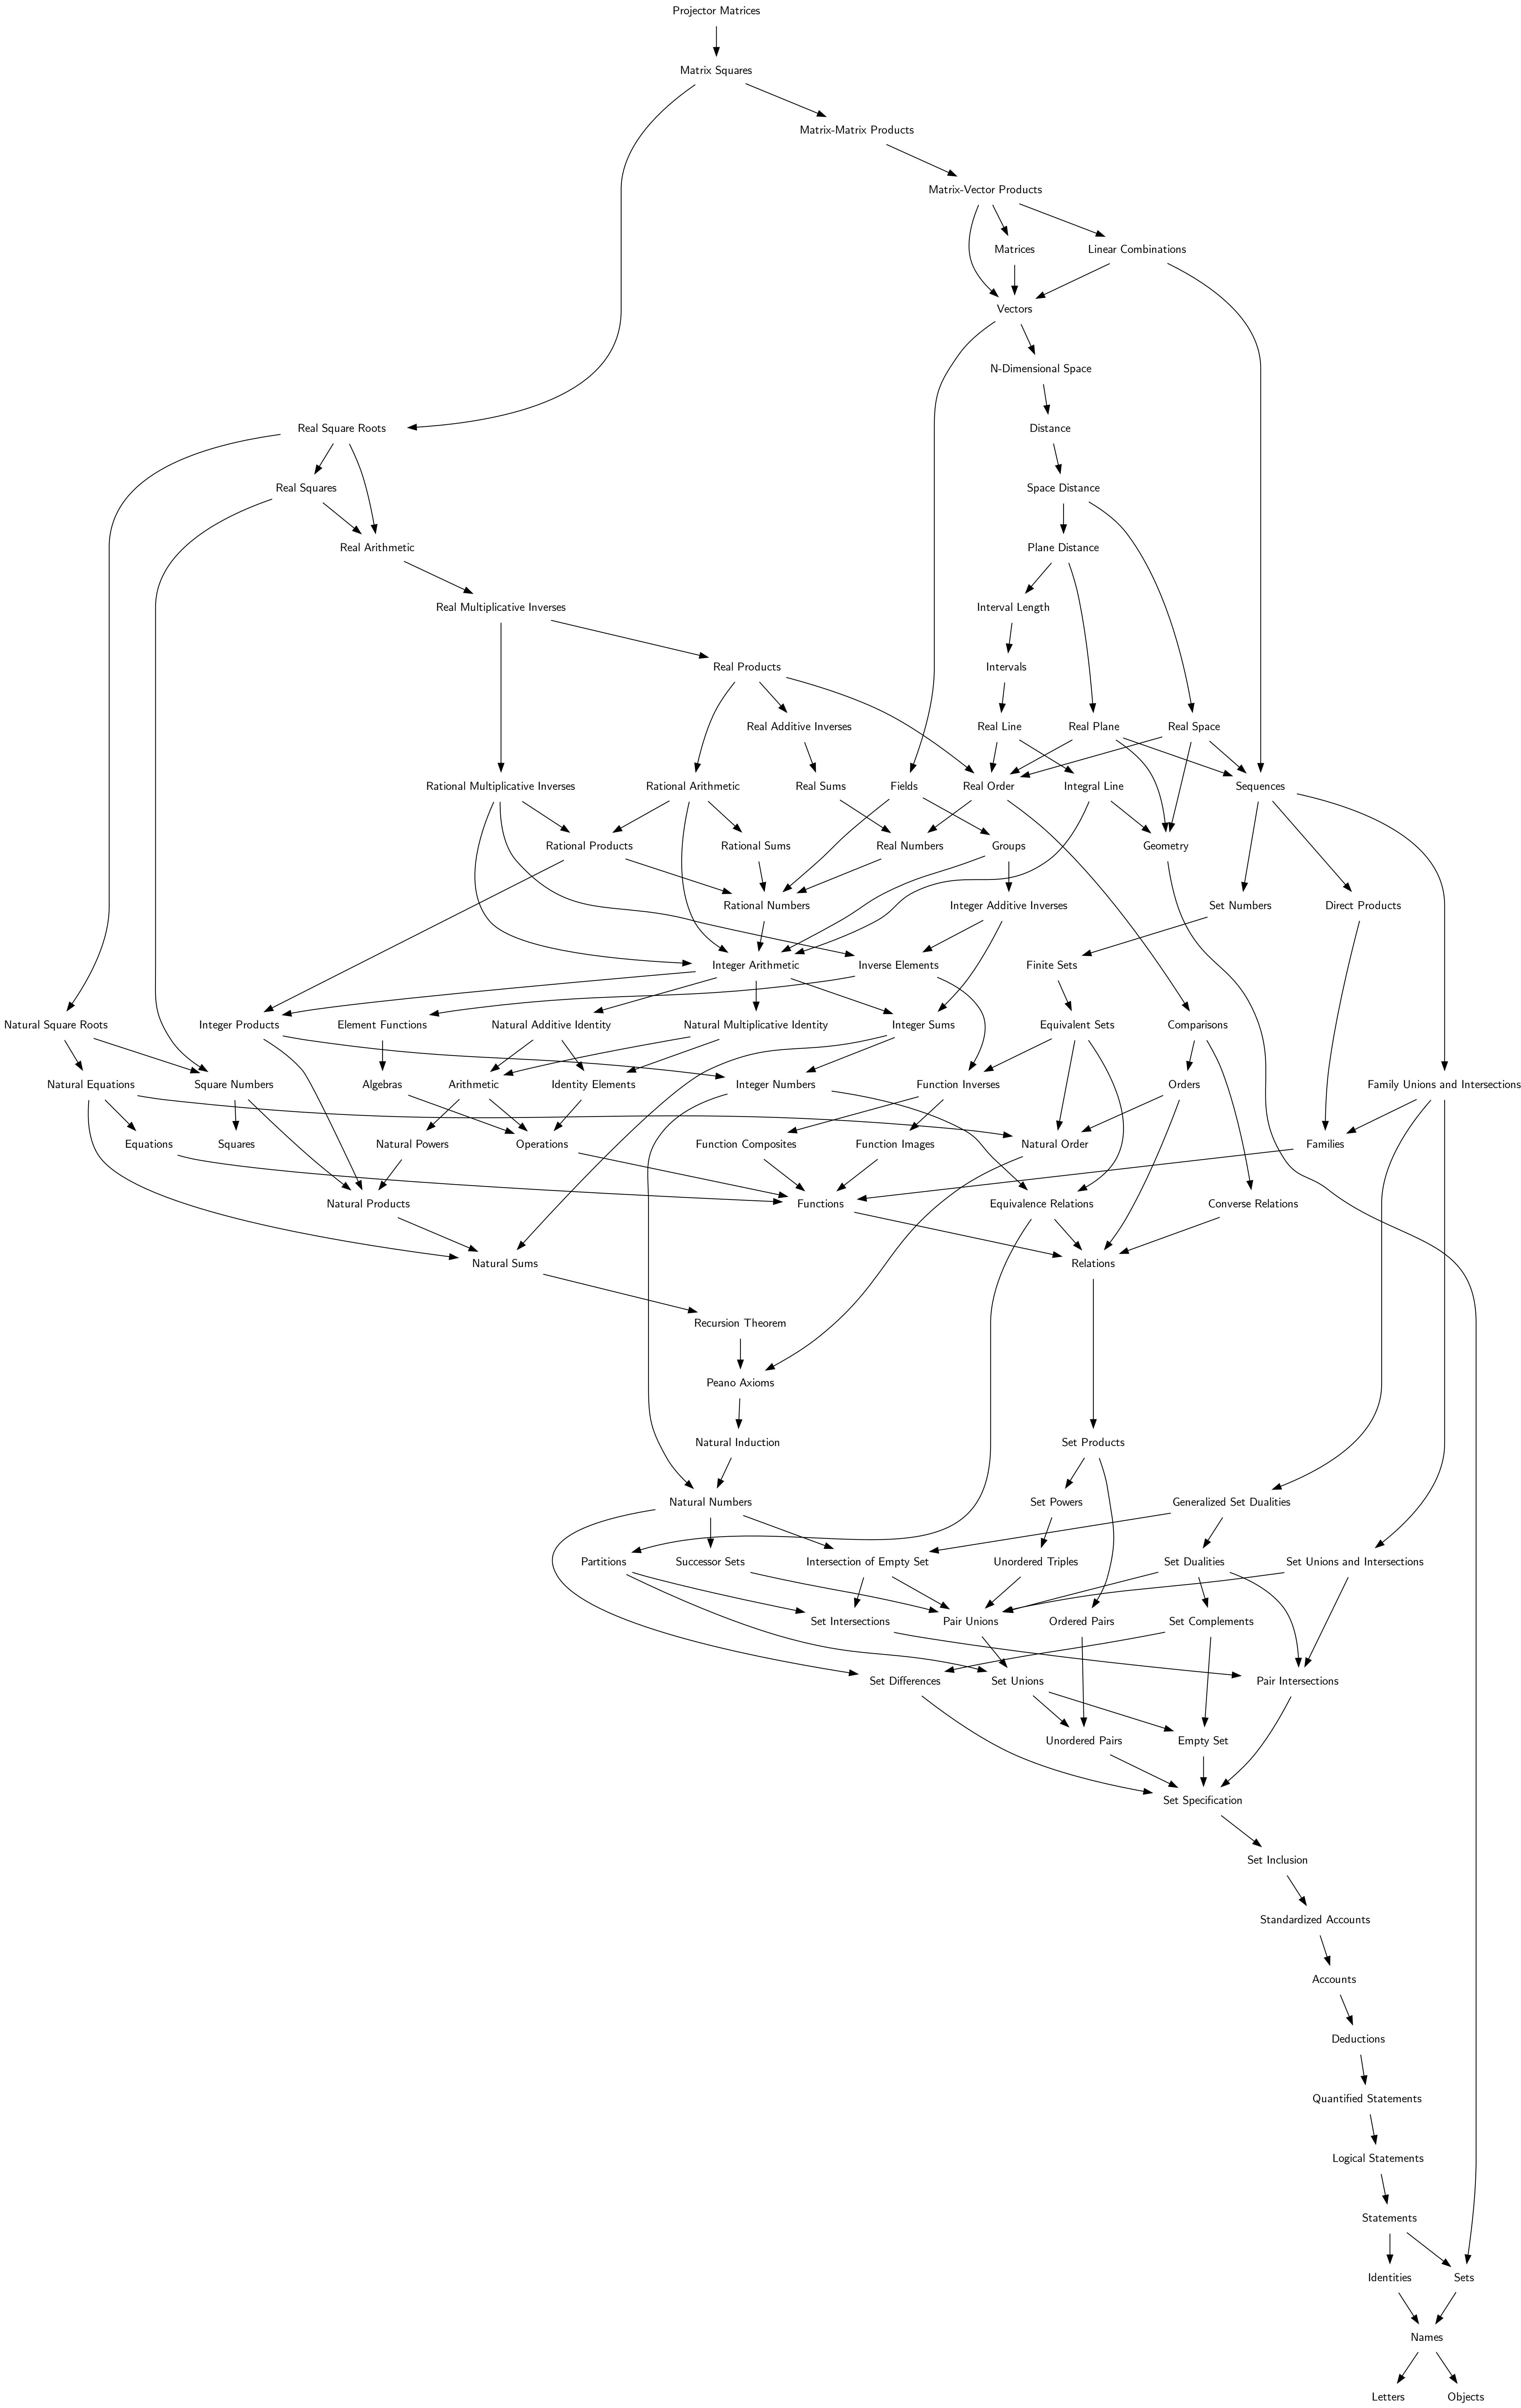 Projector Matrices
Matrix Squares
Matrix-Matrix Products
Matrix-Vector Products
Matrices
Linear Combinations
Vectors
N-Dimensional Space
Real Square Roots
Distance
Real Squares
Space Distance
Real Arithmetic
Plane Distance
Real Multiplicative Inverses
Interval Length
Real Products
Intervals
Real Additive Inverses
Real Line
Real Plane
Real Space
Rational Multiplicative Inverses
Rational Arithmetic
Real Sums
Fields
Real Order
Integral Line
Sequences
Rational Products
Rational Sums
Real Numbers
Groups
Geometry
Rational Numbers
Integer Additive Inverses
Set Numbers
Direct Products
Integer Arithmetic
Inverse Elements
Finite Sets
Natural Square Roots
Integer Products
Element Functions
Natural Additive Identity
Natural Multiplicative Identity
Integer Sums
Equivalent Sets
Comparisons
Natural Equations
Square Numbers
Algebras
Arithmetic
Identity Elements
Integer Numbers
Function Inverses
Orders
Family Unions and Intersections
Equations
Squares
Natural Powers
Operations
Function Composites
Function Images
Natural Order
Families
Natural Products
Functions
Equivalence Relations
Converse Relations
Natural Sums
Relations
Recursion Theorem
Peano Axioms
Natural Induction
Set Products
Natural Numbers
Set Powers
Generalized Set Dualities
Partitions
Successor Sets
Intersection of Empty Set
Unordered Triples
Set Dualities
Set Unions and Intersections
Set Intersections
Pair Unions
Ordered Pairs
Set Complements
Set Differences
Set Unions
Pair Intersections
Unordered Pairs
Empty Set
Set Specification
Set Inclusion
Standardized Accounts
Accounts
Deductions
Quantified Statements
Logical Statements
Statements
Identities
Sets
Names
Letters
Objects